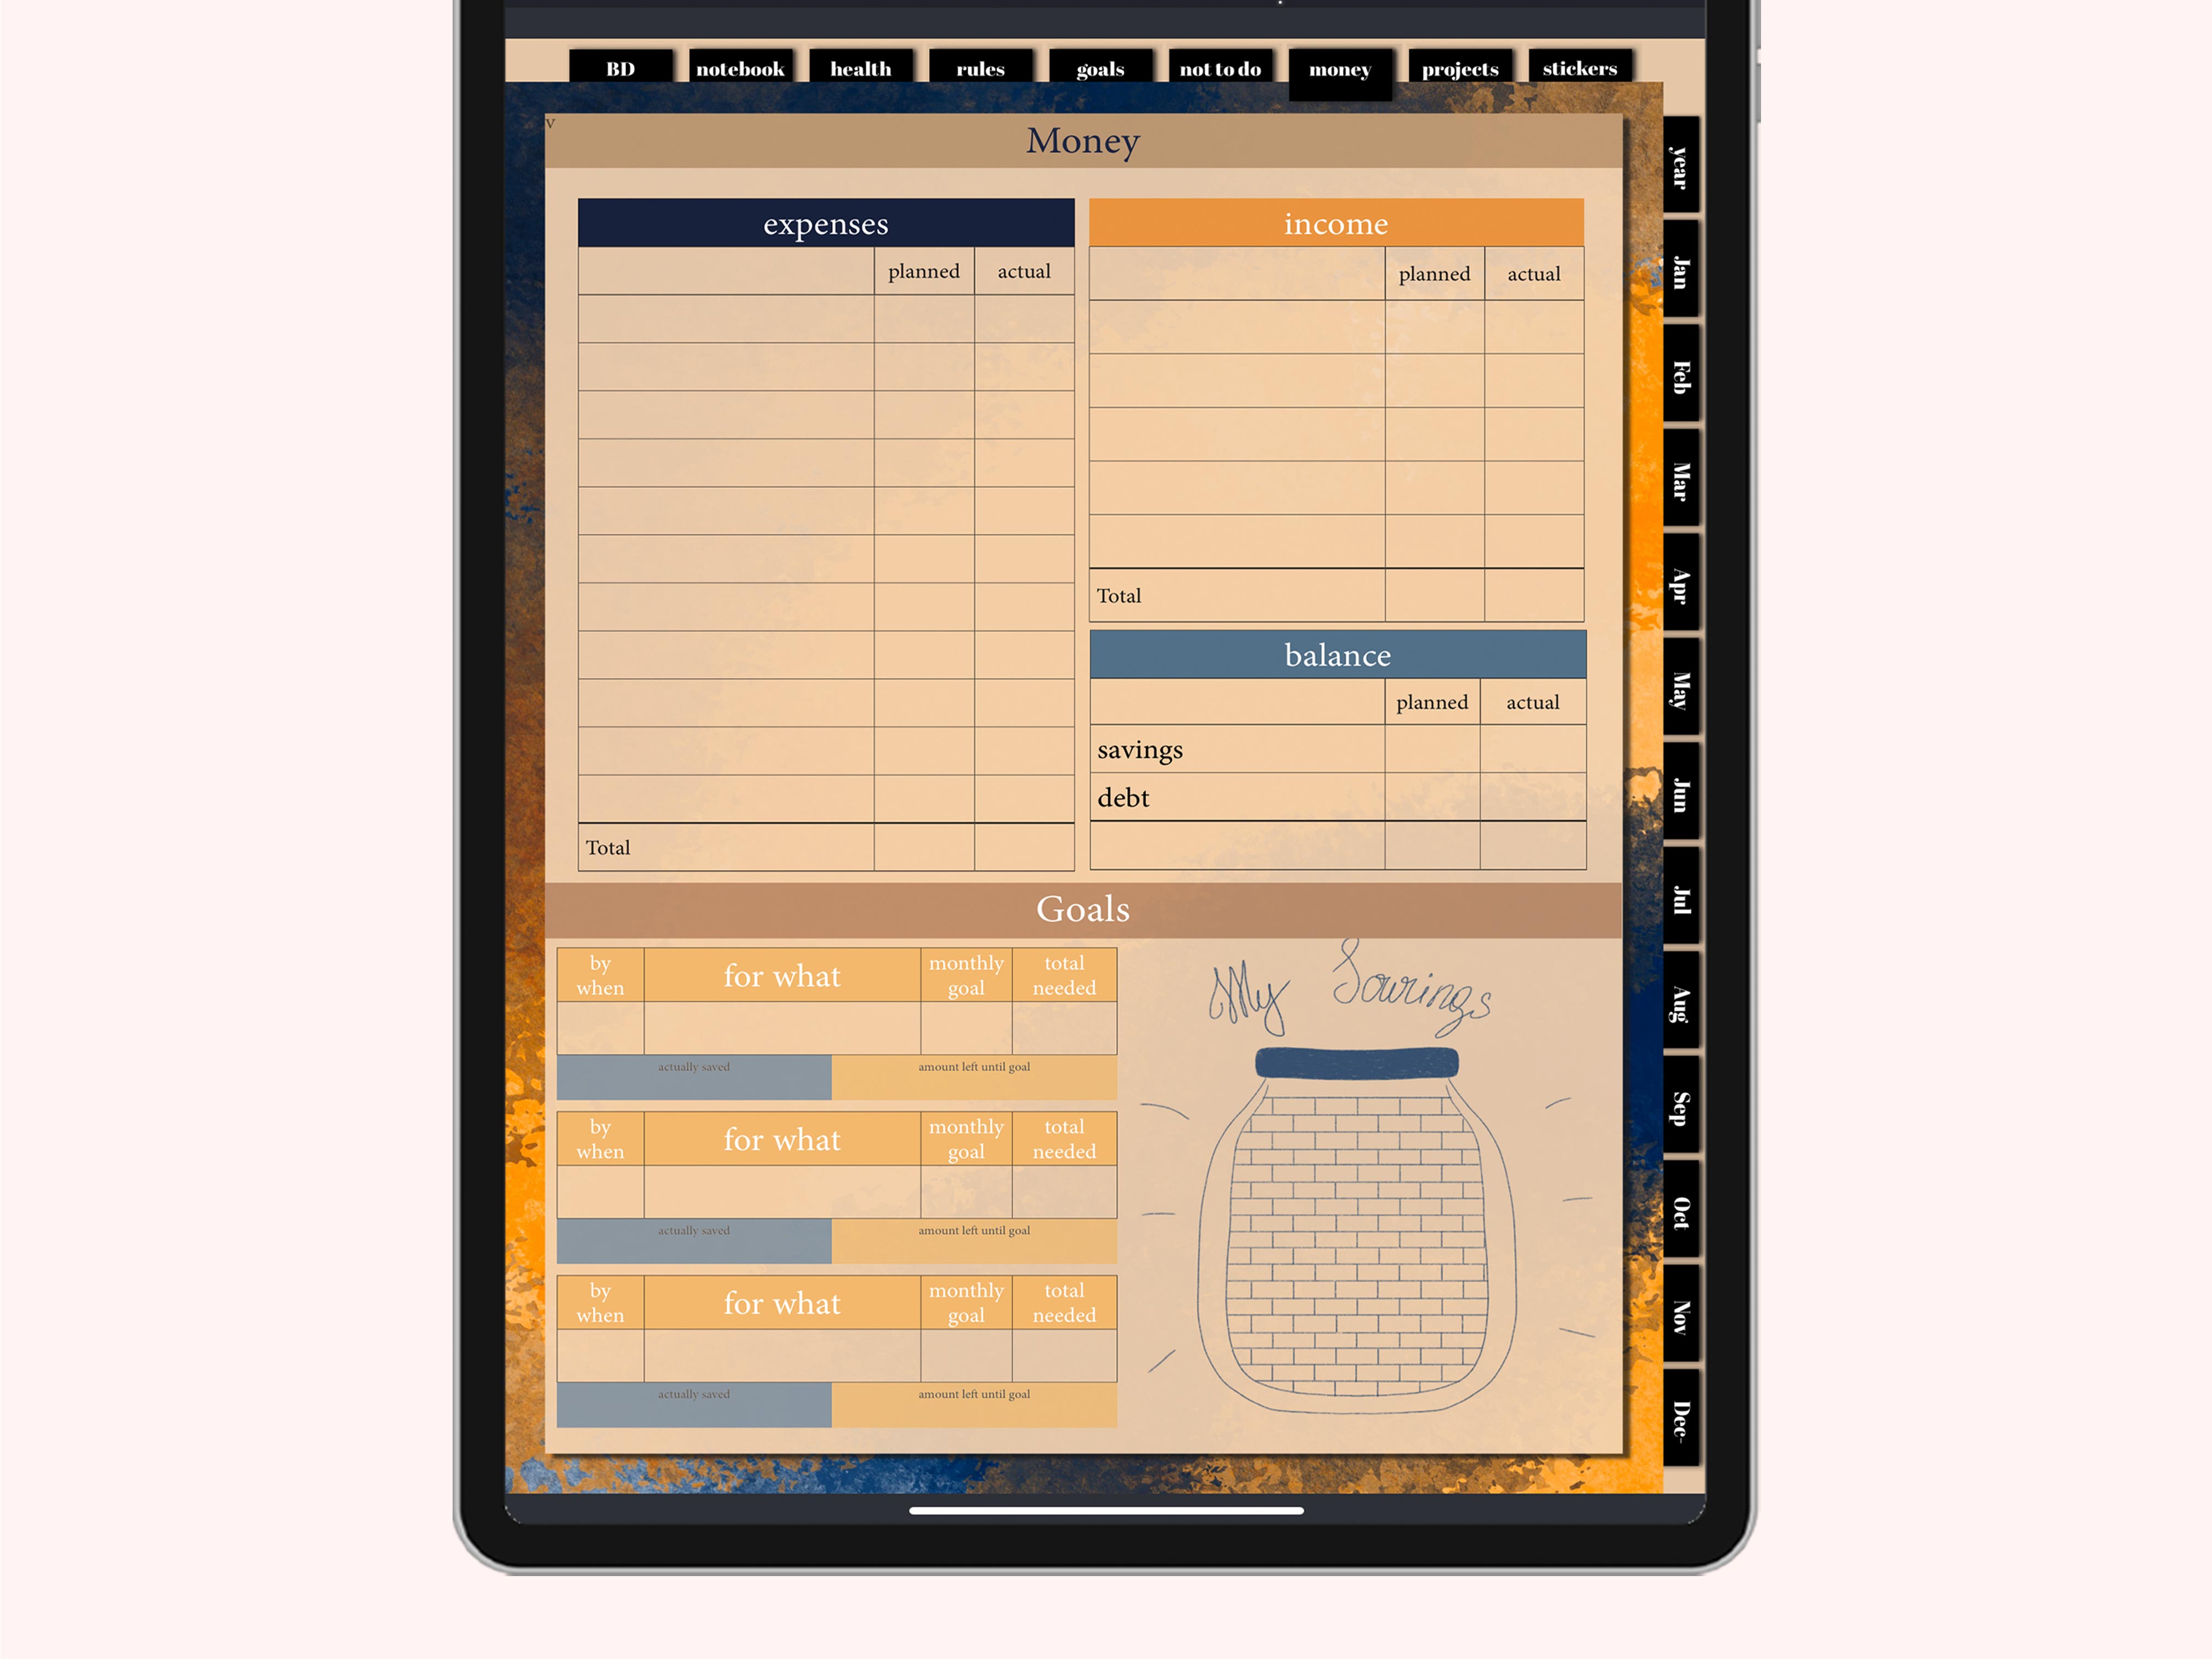 BD notebook health rules goals not to do money projects stickers
v
Money
expenses
planned actual
Total
income
planned actual
Total
balance
planned actual
savings
debt
Goals
by when for what monthly goal total needed
actually saved amount left until goal
by when for what monthly goal total needed
actually saved amount left until goal
by when for what monthly goal total needed
actually saved amount left until goal
My Savings
year
Jan
Feb
Mar
Apr
May
Jun
Jul
Aug
Sep
Oct
Nov
Dec-